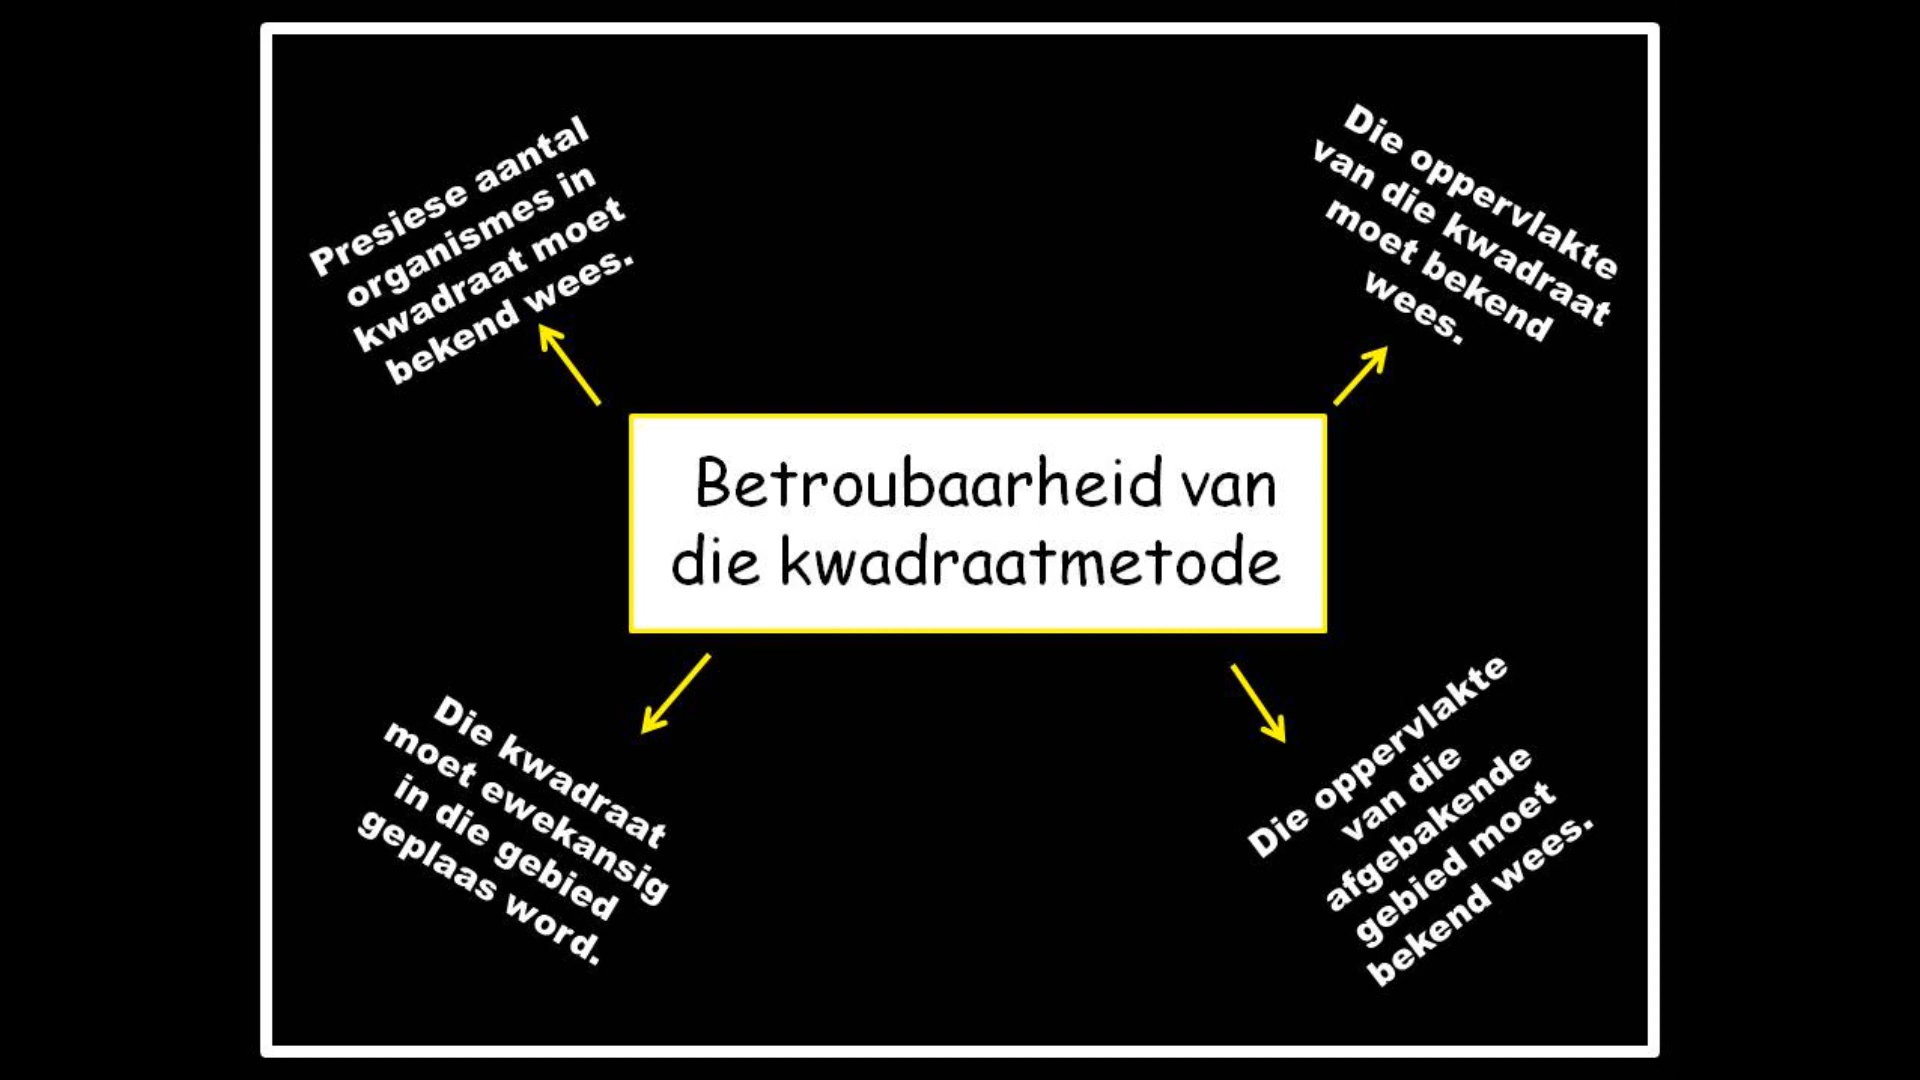 Presiese aantal
organismes in
kwadraat moet
bekend wees.
Die oppervlakte
van die kwadraat
moet bekend
wees.
Betroubaarheid van
die kwadraatmetode
Die kwadraat
moet ewekansig
in die gebied
geplaas word.
Die oppervlakte
van die
afgebakende
gebied moet
bekend wees.